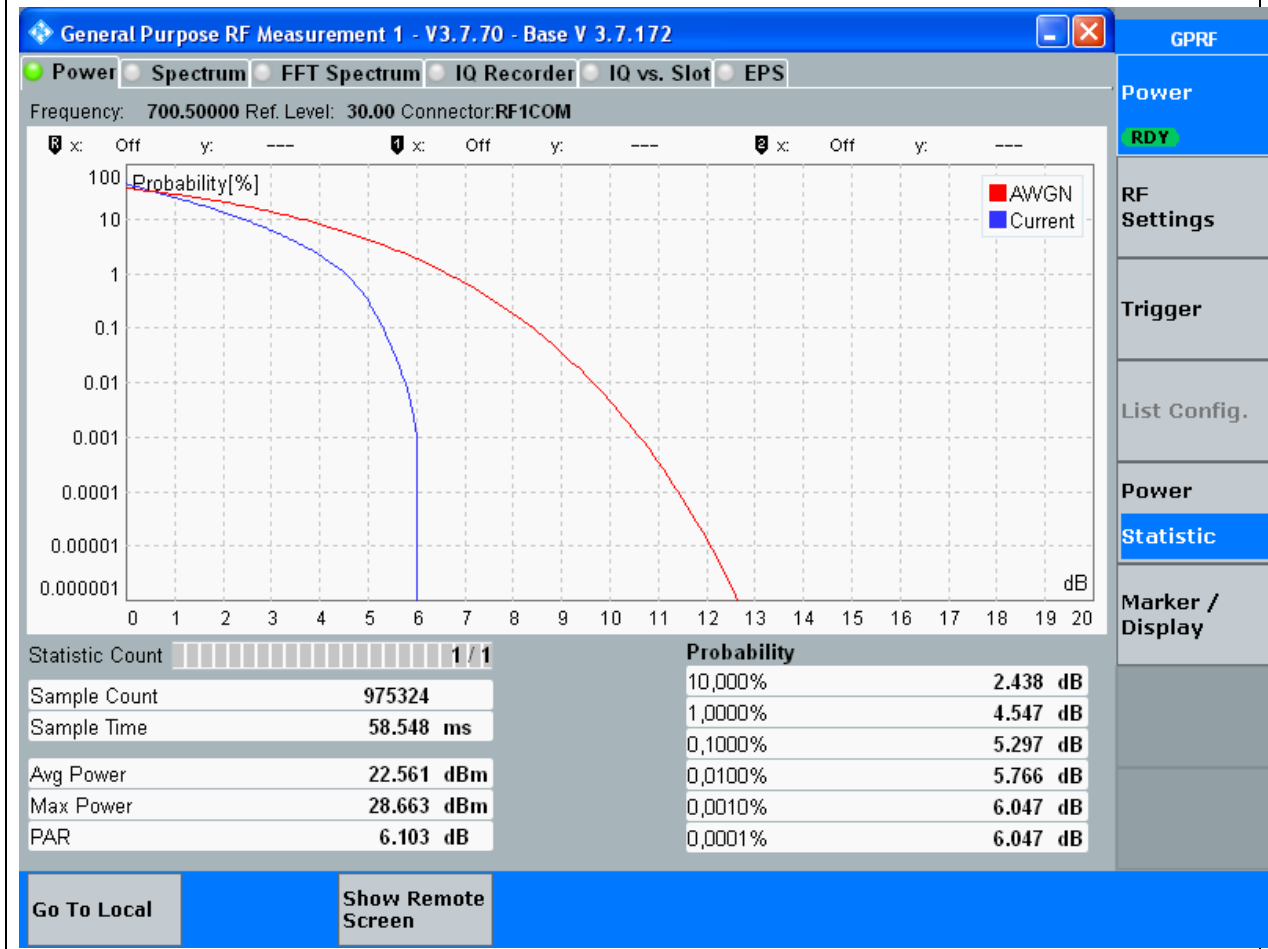 General Purpose RF Measurement 1 - V3.7.70 - Base V 3.7.172
GPRF
Power Spectrum FFT Spectrum IQ Recorder IQ vs. Slot EPS
Frequency: 700.50000 Ref. Level: 30.00 Connector:RF1COM
R x: Off y: --- 1 x: Off y: --- 2 x: Off y: ---
Probability[%]
AWGN
Current
100
10
1
0.1
0.01
0.001
0.0001
0.00001
0.000001
dB
0 1 2 3 4 5 6 7 8 9 10 11 12 13 14 15 16 17 18 19 20
Statistic Count 1 / 1
Sample Count 975324
Sample Time 58.548 ms
Avg Power 22.561 dBm
Max Power 28.663 dBm
PAR 6.103 dB
Probability
10,000% 2.438 dB
1,0000% 4.547 dB
0,1000% 5.297 dB
0,0100% 5.766 dB
0,0010% 6.047 dB
0,0001% 6.047 dB
Power
RDY
RF
Settings
Trigger
List Config.
Power
Statistic
Marker /
Display
Go To Local
Show Remote
Screen